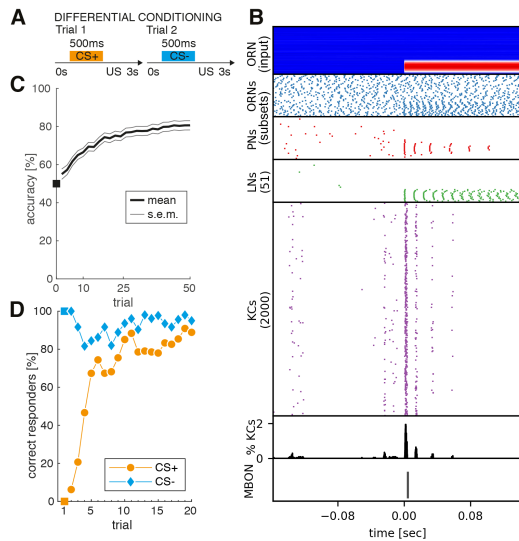 A
DIFFERENTIAL CONDITIONING
Trial 1
Trial 2
500ms
500ms
CS+
CS-
0s
US 3s
0s
US 3s
B
ORN
(input)
ORNs
(subsets)
PNs
LNs
(51)
KCs
(2000)
% KCs
2
0
MBON
−0.08
0.00
0.08
time [sec]
C
100
80
60
40
20
0
accuracy [%]
mean
s.e.m.
0
10
25
50
trial
D
100
80
60
40
20
0
correct responders [%]
CS+
CS-
1
5
10
15
20
trial